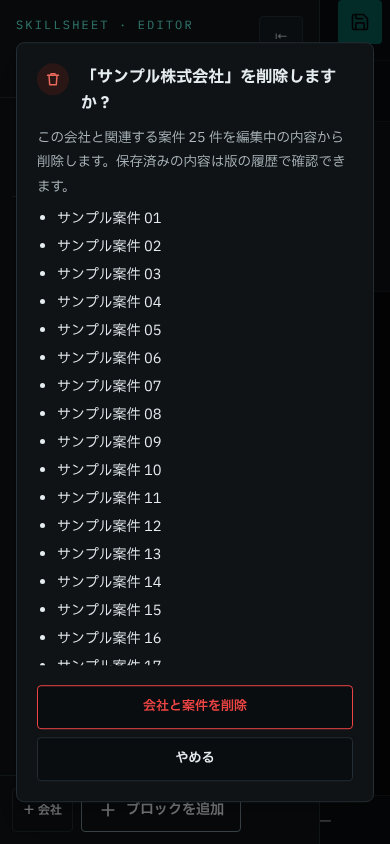 SKILLSHEET · EDITOR
「サンプル株式会社」を削除します
か？
この会社と関連する案件 25 件を編集中の内容から
削除します。保存済みの内容は版の履歴で確認でき
ます。
• サンプル案件 01
• サンプル案件 02
• サンプル案件 03
• サンプル案件 04
• サンプル案件 05
• サンプル案件 06
• サンプル案件 07
• サンプル案件 08
• サンプル案件 09
• サンプル案件 10
• サンプル案件 11
• サンプル案件 12
• サンプル案件 13
• サンプル案件 14
• サンプル案件 15
• サンプル案件 16
• サンプル案件 17
会社と案件を削除
やめる
+ 会社
+ ブロックを追加